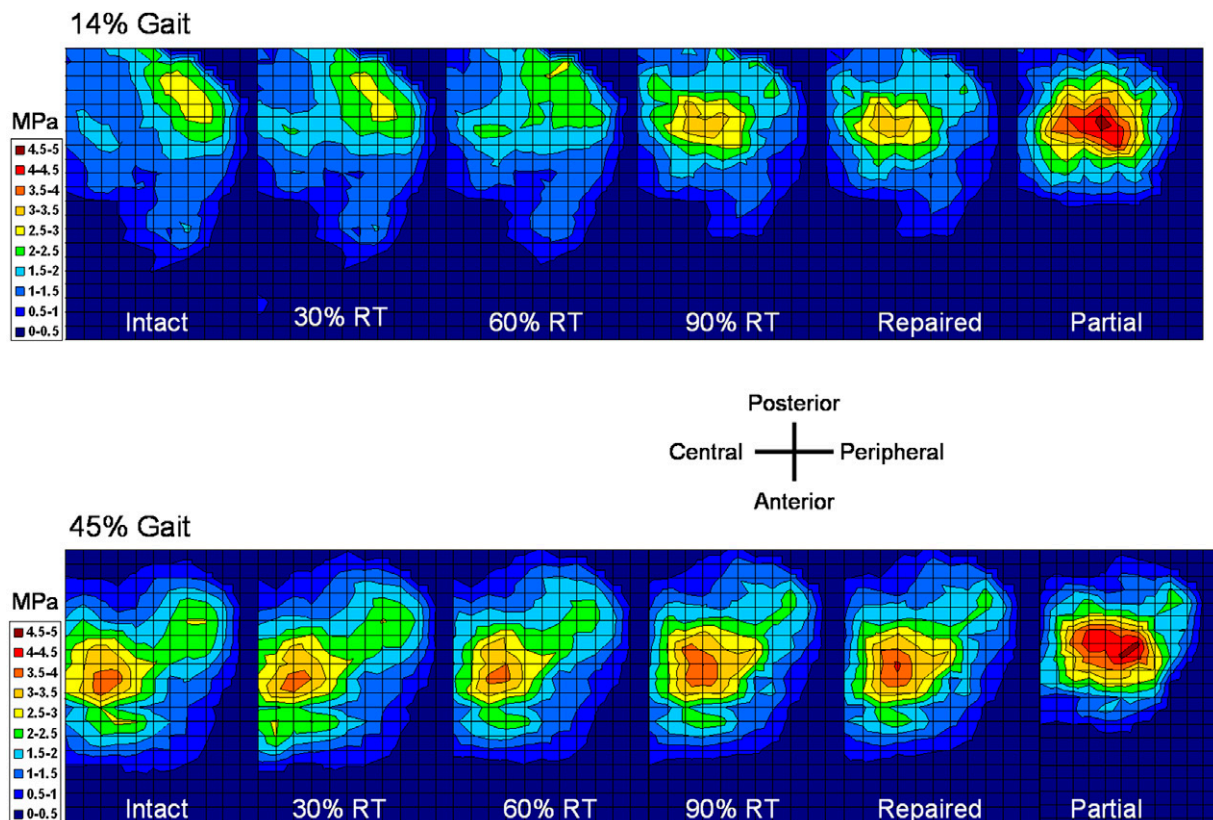 14% Gait
MPa
4.5-5
4-4.5
3.5-4
3-3.5
2.5-3
2-2.5
1.5-2
1-1.5
0.5-1
0-0.5
Intact 30% RT 60% RT 90% RT Repaired Partial
Posterior
Central Peripheral
Anterior
45% Gait
MPa
4.5-5
4-4.5
3.5-4
3-3.5
2.5-3
2-2.5
1.5-2
1-1.5
0.5-1
0-0.5
Intact 30% RT 60% RT 90% RT Repaired Partial